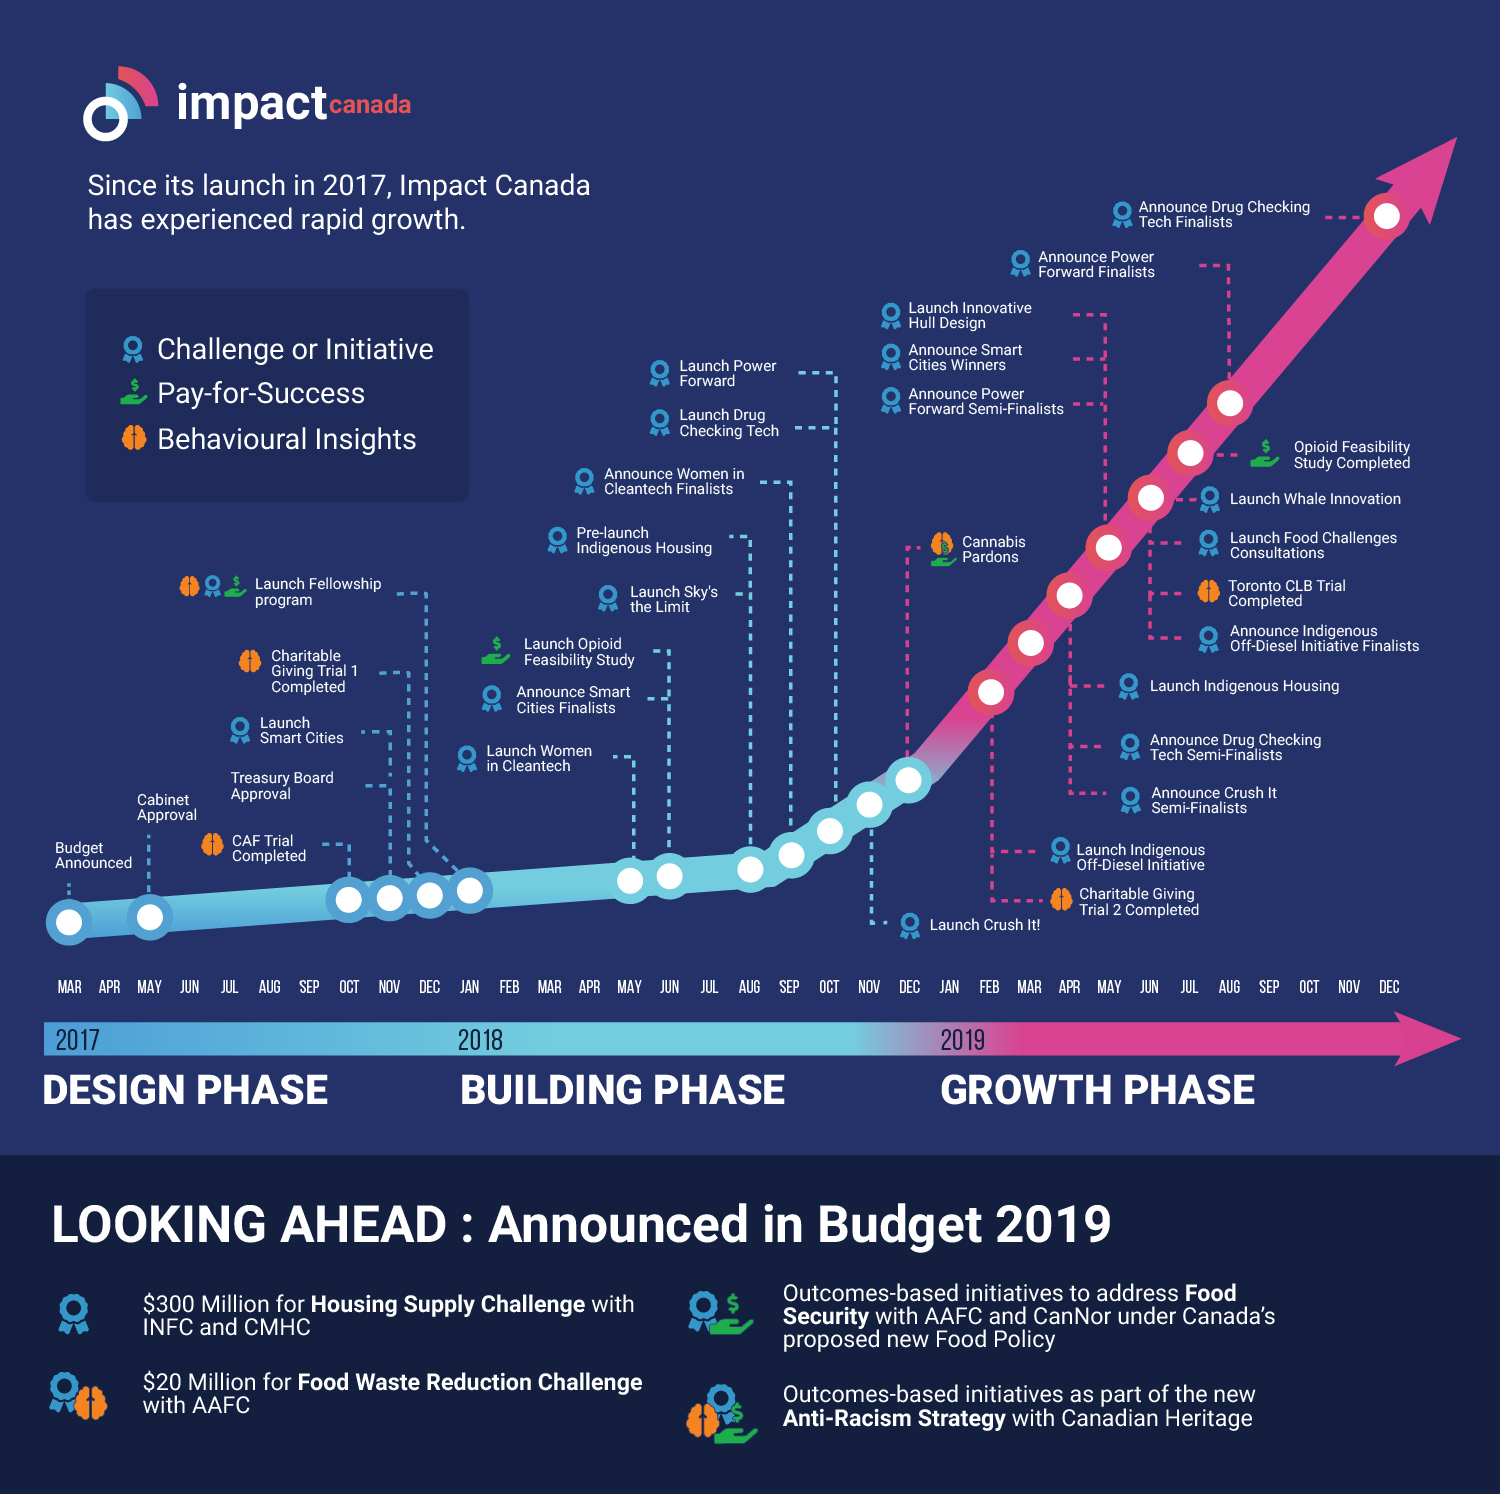 impactcanada
Since its launch in 2017, Impact Canada
has experienced rapid growth.
Challenge or Initiative
Pay-for-Success
Behavioural Insights
Budget
Announced
Cabinet
Approval
CAF Trial
Completed
Treasury Board
Approval
Launch
Smart Cities
Charitable
Giving Trial 1
Completed
Launch Fellowship
program
Launch Women
in Cleantech
Announce Smart
Cities Finalists
Launch Opioid
Feasibility Study
Launch Sky's
the Limit
Pre-launch
Indigenous Housing
Announce Women in
Cleantech Finalists
Launch Drug
Checking Tech
Launch Power
Forward
Launch Crush It!
Cannabis
Pardons
Launch Indigenous
Off-Diesel Initiative
Charitable Giving
Trial 2 Completed
Launch Indigenous Housing
Announce Drug Checking
Tech Semi-Finalists
Announce Crush It
Semi-Finalists
Launch Innovative
Hull Design
Announce Smart
Cities Winners
Announce Power
Forward Semi-Finalists
Launch Whale Innovation
Launch Food Challenges
Consultations
Toronto CLB Trial
Completed
Announce Indigenous
Off-Diesel Initiative Finalists
Opioid Feasibility
Study Completed
Announce Power
Forward Finalists
Announce Drug Checking
Tech Finalists
MAR APR MAY JUN JUL AUG SEP OCT NOV DEC JAN FEB MAR APR MAY JUN JUL AUG SEP OCT NOV DEC JAN FEB MAR APR MAY JUN JUL AUG SEP OCT NOV DEC
2017 2018 2019
DESIGN PHASE BUILDING PHASE GROWTH PHASE
LOOKING AHEAD : Announced in Budget 2019
$300 Million for Housing Supply Challenge with
INFC and CMHC
$20 Million for Food Waste Reduction Challenge
with AAFC
Outcomes-based initiatives to address Food
Security with AAFC and CanNor under Canada's
proposed new Food Policy
Outcomes-based initiatives as part of the new
Anti-Racism Strategy with Canadian Heritage